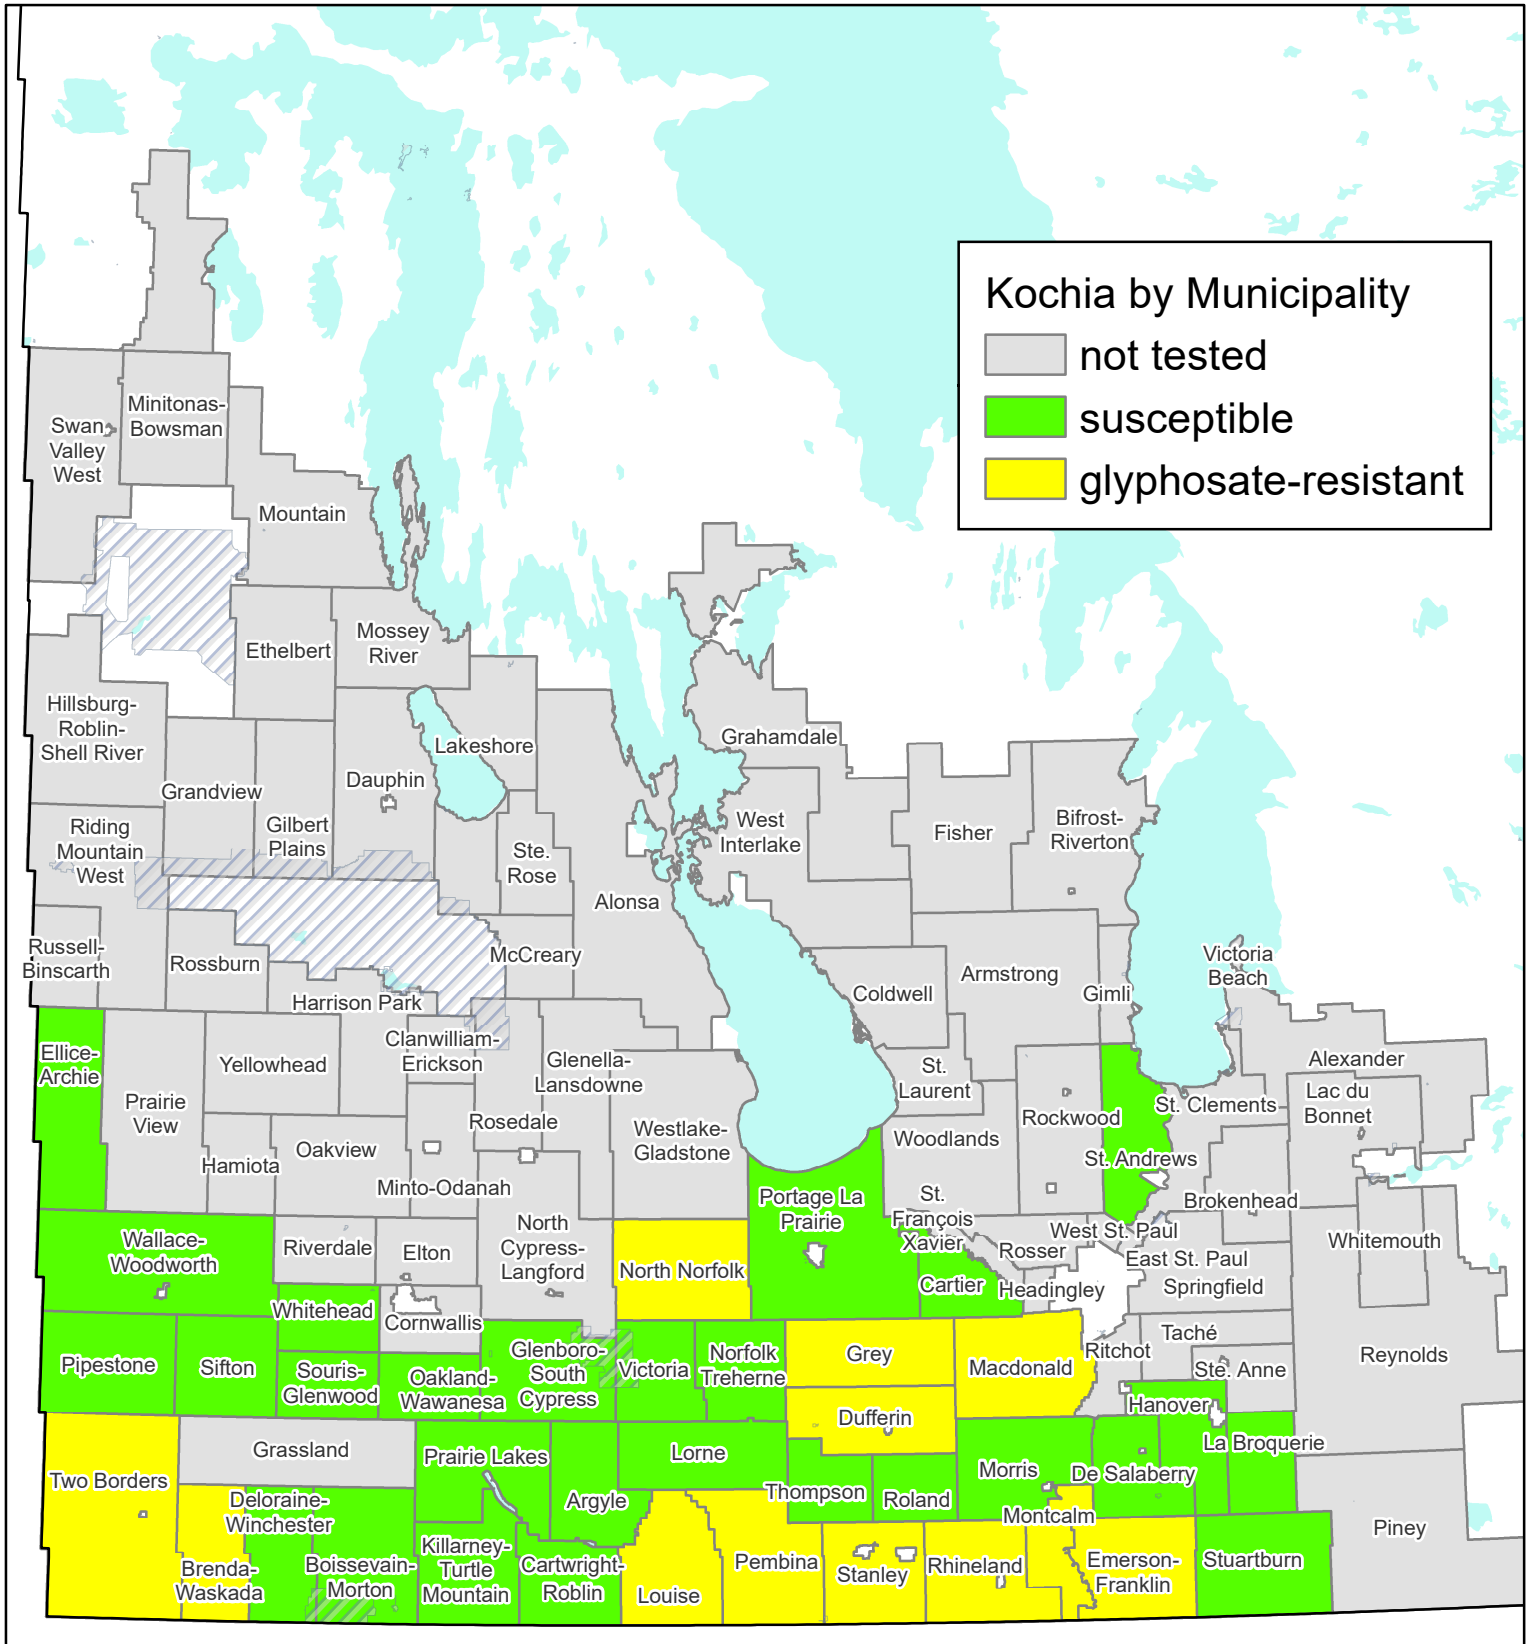 Kochia by Municipality
not tested
susceptible
glyphosate-resistant
Minitonas-
Bowsman
Swan
Valley
West
Mountain
Ethelbert
Mossey
River
Hillsburg-
Roblin-
Shell River
Grahamdale
Lakeshore
Dauphin
Grandview
Gilbert
Plains
Riding
Mountain
West
West
Interlake
Fisher
Bifrost-
Riverton
Ste.
Rose
Alonsa
Russell-
Binscarth
Rossburn
McCreary
Harrison Park
Victoria
Beach
Armstrong
Coldwell
Gimli
Ellice-
Archie
Yellowhead
Clanwilliam-
Erickson
Glenella-
Lansdowne
St.
Laurent
Alexander
Lac du
Bonnet
Prairie
View
Rosedale
Rockwood
St. Clements
Oakview
Hamiota
Westlake-
Gladstone
Woodlands
St. Andrews
Minto-Odanah
Portage La
Prairie
St.
François
Xavier
Brokenhead
North
Cypress-
Langford
Wallace-
Woodworth
Riverdale
Elton
North Norfolk
Rosser
West St. Paul
East St. Paul
Whitemouth
Whitehead
Cornwallis
Cartier
Headingley
Springfield
Pipestone
Sifton
Souris-
Glenwood
Oakland-
Wawanesa
Glenboro-
South
Cypress
Victoria
Norfolk
Treherne
Grey
Macdonald
Ritchot
Taché
Ste. Anne
Reynolds
Dufferin
Hanover
Grassland
Prairie Lakes
Lorne
La Broquerie
Two Borders
Thompson
Roland
Morris
De Salaberry
Deloraine-
Winchester
Argyle
Montcalm
Piney
Brenda-
Waskada
Boissevain-
Morton
Killarney-
Turtle
Mountain
Cartwright-
Roblin
Louise
Pembina
Stanley
Rhineland
Emerson-
Franklin
Stuartburn